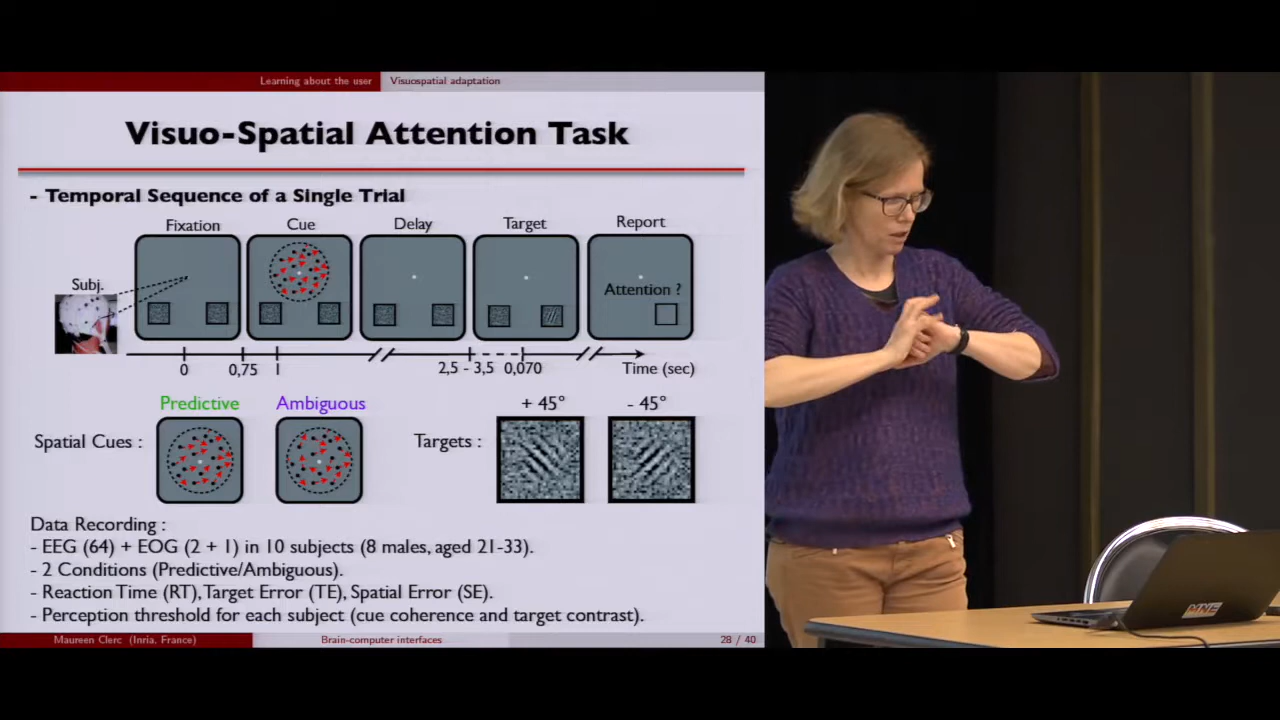 Learning about the user Visuospatial adaptation
Visuo-Spatial Attention Task
- Temporal Sequence of a Single Trial
Fixation Cue Delay Target Report
Subj.
Attention ?
0 0,75 1 2,5 - 3,5 0,070 Time (sec)
Predictive Ambiguous + 45° - 45°
Spatial Cues : Targets :
Data Recording :
- EEG (64) + EOG (2 + 1) in 10 subjects (8 males, aged 21-33).
- 2 Conditions (Predictive/Ambiguous).
- Reaction Time (RT), Target Error (TE), Spatial Error (SE).
- Perception threshold for each subject (cue coherence and target contrast).
Maureen Clerc (Inria, France) Brain-computer interfaces 28 / 40
MNE